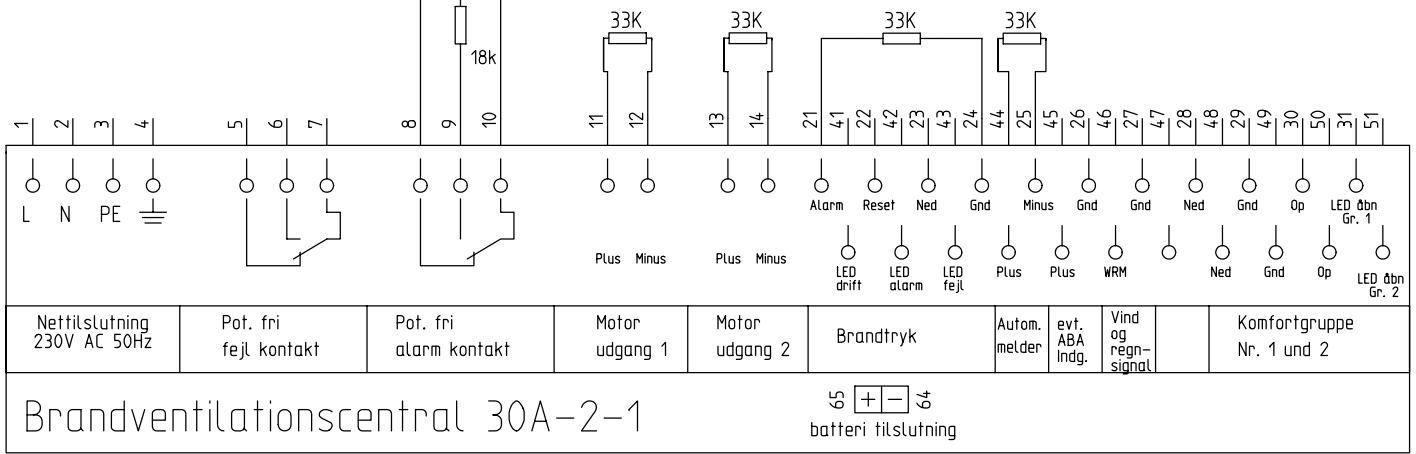 33K 33K 33K 33K
18k
1 2 3 4 5 6 7 8 9 10 11 12 13 14 21 41 22 42 23 43 24 44 25 45 26 46 27 47 28 48 29 49 30 50 31 51
L N PE
Alarm Reset Ned Gnd Minus Gnd Gnd Ned Gnd Op LED åbn
Gr. 1
Plus Minus Plus Minus
LED
drift
LED
alarm
LED
fejl
Plus Plus WRM Ned Gnd Op LED åbn
Gr. 2
Nettilslutning
230V AC 50Hz
Pot. fri
fejl kontakt
Pot. fri
alarm kontakt
Motor
udgang 1
Motor
udgang 2
Brandtryk
Autom.
melder
evt.
ABA
Indg.
Vind
og
regn-
signal
Komfortgruppe
Nr. 1 und 2
Brandventilationscentral 30A-2-1
65 + - 64
batteri tilslutning